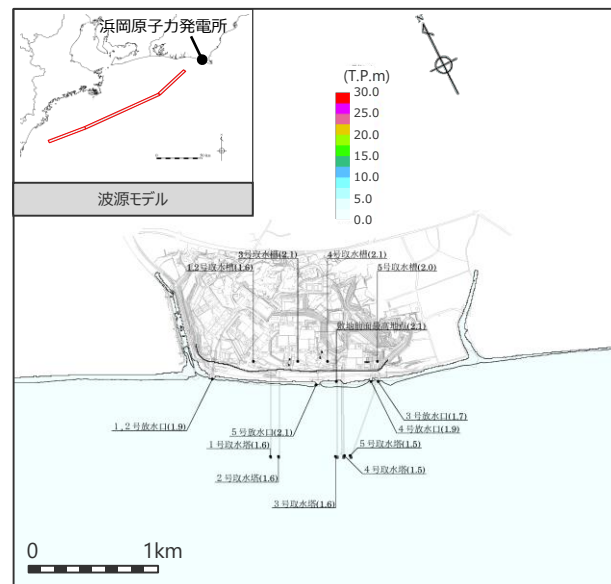 浜岡原子力発電所
波源モデル
N
(T.P.m)
30.0
25.0
20.0
15.0
10.0
5.0
0.0
3号取水槽(2.1)
4号取水槽(2.1)
1,2号取水槽(1.6)
5号取水槽(2.0)
敷地前面最高地点(2.1)
1,2号放水口(1.9)
5号放水口(2.1)
3号放水口(1.7)
4号放水口(1.9)
1号取水塔(1.6)
5号取水塔(1.5)
2号取水塔(1.6)
4号取水塔(1.5)
3号取水塔(1.6)
0 1km